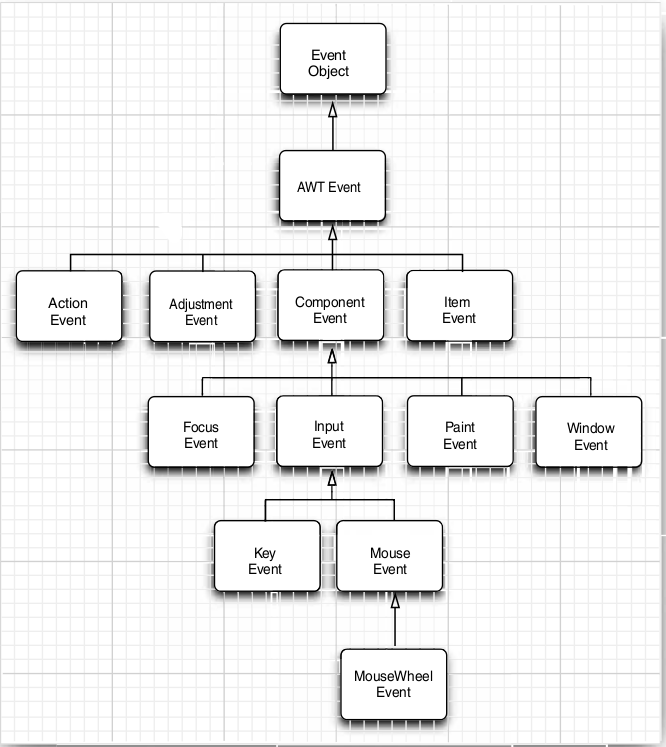 Event
Object
AWT Event
Action
Event
Adjustment
Event
Component
Event
Item
Event
Focus
Event
Input
Event
Paint
Event
Window
Event
Key
Event
Mouse
Event
MouseWheel
Event